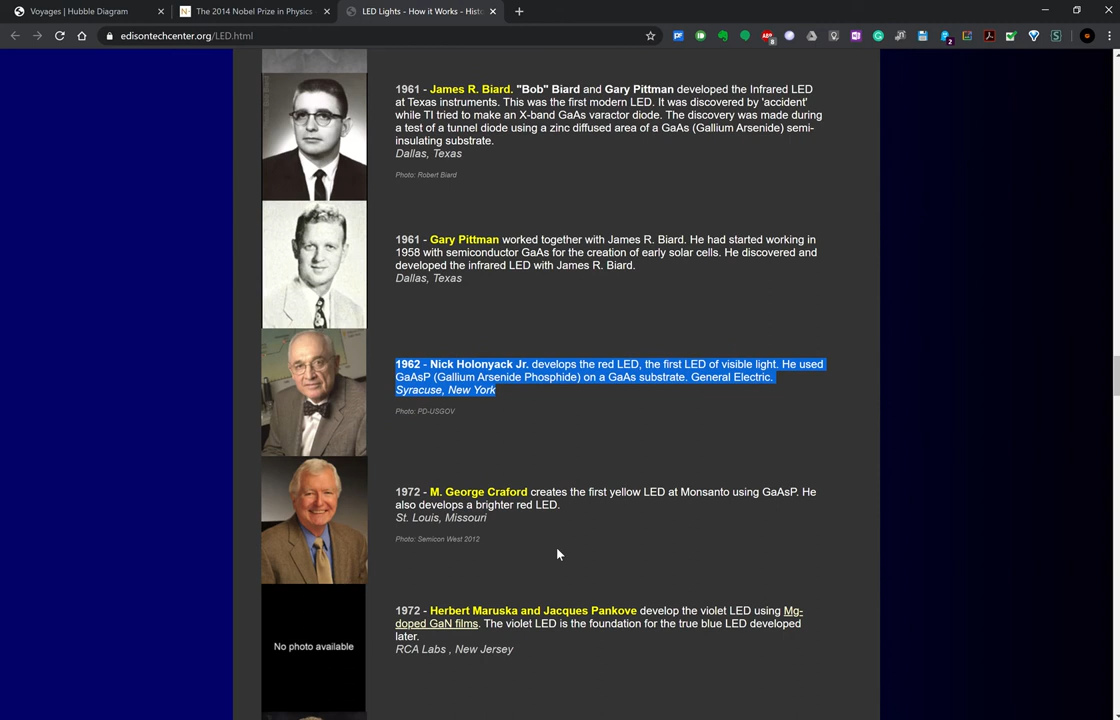 Voyages | Hubble Diagram
The 2014 Nobel Prize in Physics
LED Lights - How it Works - Hist
edisontechcenter.org/LED.html
1961 - James R. Biard. "Bob" Biard and Gary Pittman developed the Infrared LED
at Texas instruments. This was the first modern LED. It was discovered by 'accident'
while TI tried to make an X-band GaAs varactor diode. The discovery was made during
a test of a tunnel diode using a zinc diffused area of a GaAs (Gallium Arsenide) semi-
insulating substrate.
Dallas, Texas
Photo: Robert Biard
1961 - Gary Pittman worked together with James R. Biard. He had started working in
1958 with semiconductor GaAs for the creation of early solar cells. He discovered and
developed the infrared LED with James R. Biard.
Dallas, Texas
1962 - Nick Holonyack Jr. develops the red LED, the first LED of visible light. He used
GaAsP (Gallium Arsenide Phosphide) on a GaAs substrate. General Electric.
Syracuse, New York
Photo: PD-USGOV
1972 - M. George Craford creates the first yellow LED at Monsanto using GaAsP. He
also develops a brighter red LED.
St. Louis, Missouri
Photo: Semicon West 2012
No photo available
1972 - Herbert Maruska and Jacques Pankove develop the violet LED using Mg-
doped GaN films. The violet LED is the foundation for the true blue LED developed
later.
RCA Labs , New Jersey